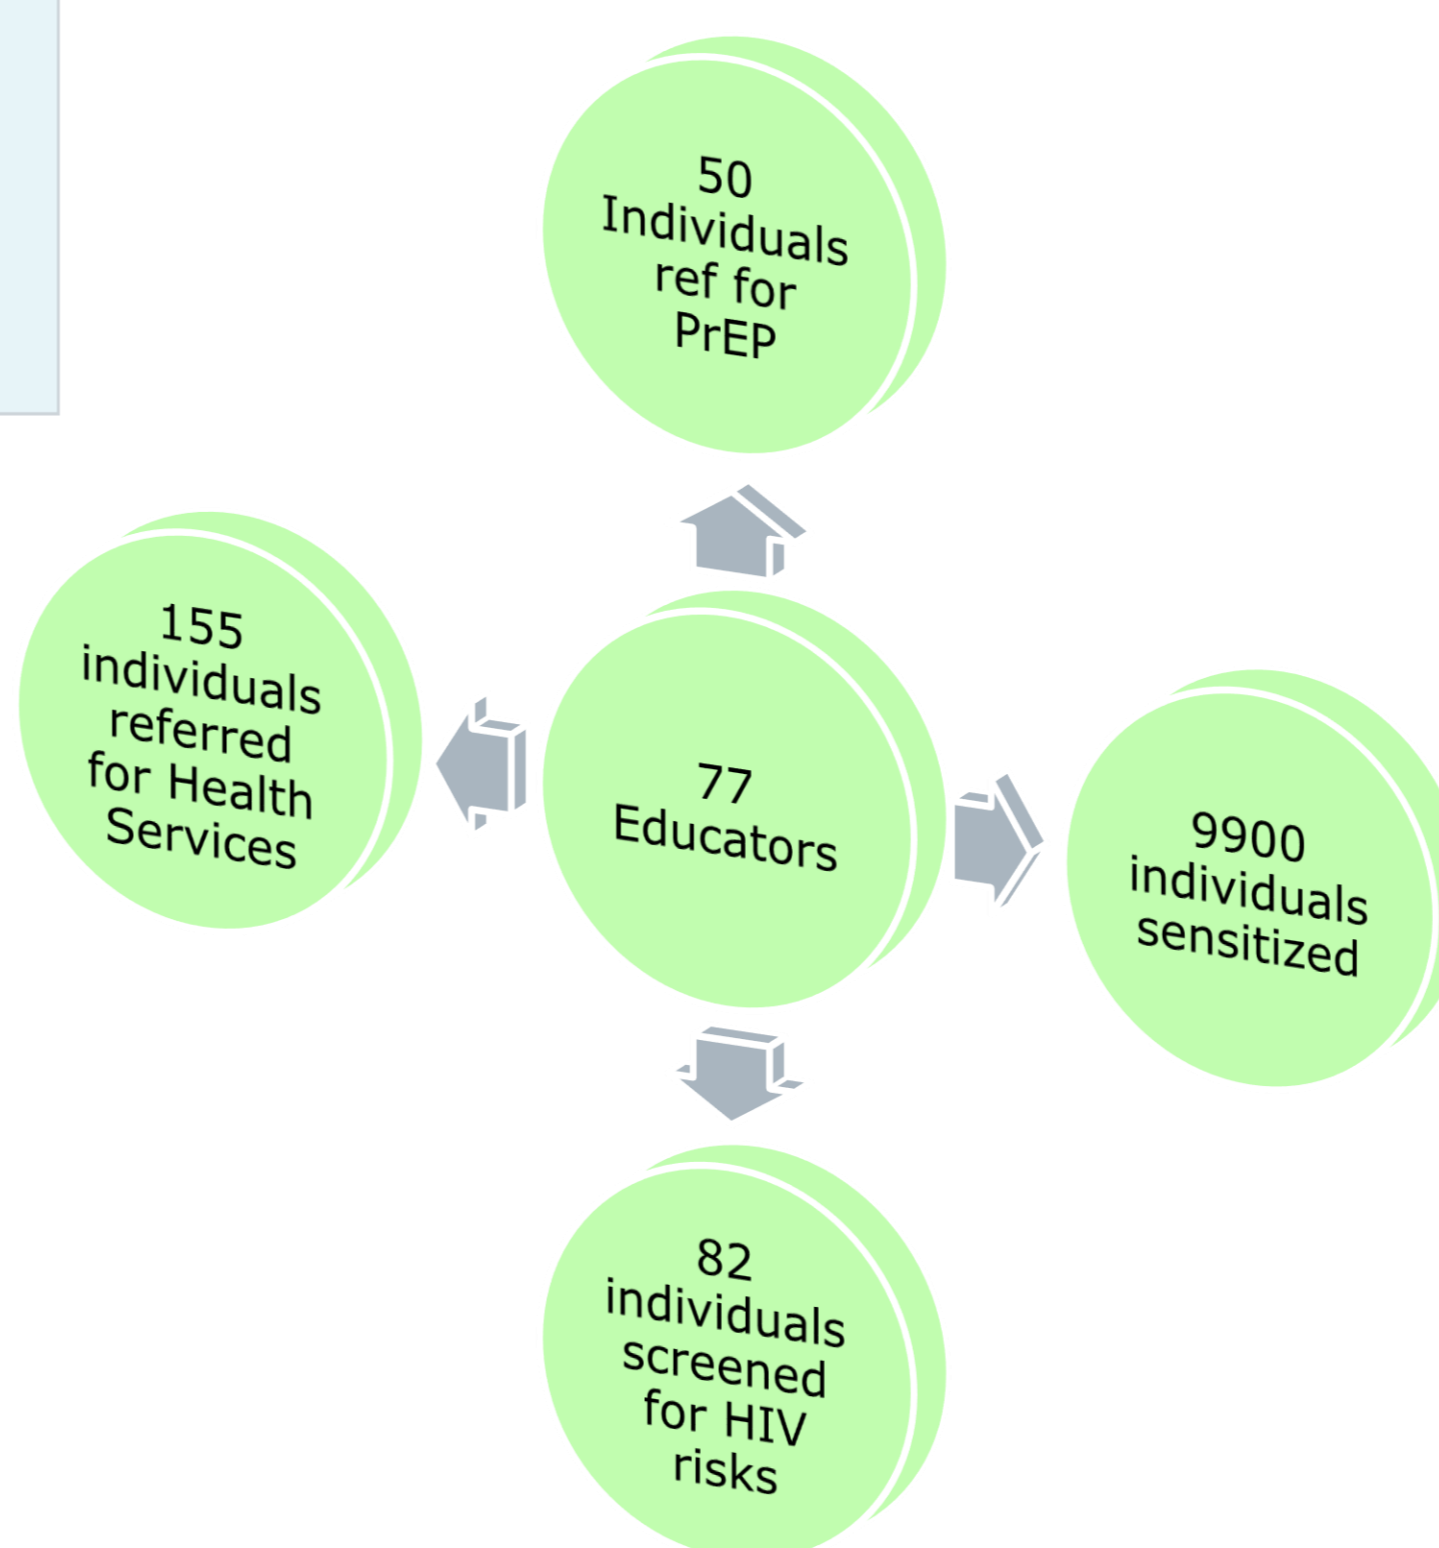 50
Individuals
ref for
PrEP
155
individuals
referred
for Health
Services
77
Educators
9900
individuals
sensitized
82
individuals
screened
for HIV
risks